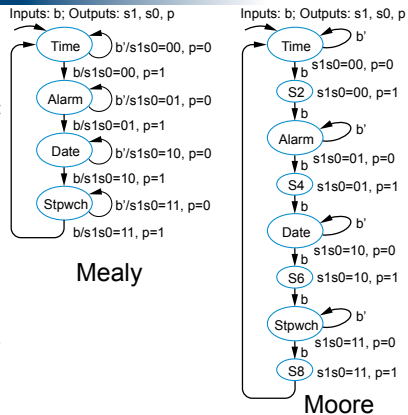 Inputs: b; Outputs: s1, s0, p
Time
b'/s1s0=00, p=0
b/s1s0=00, p=1
Alarm
b'/s1s0=01, p=0
b/s1s0=01, p=1
Date
b'/s1s0=10, p=0
b/s1s0=10, p=1
Stpwch
b'/s1s0=11, p=0
b/s1s0=11, p=1
Mealy
Inputs: b; Outputs: s1, s0, p
b'
Time
s1s0=00, p=0
b
S2
s1s0=00, p=1
b
b'
Alarm
s1s0=01, p=0
b
S4
s1s0=01, p=1
b
b'
Date
s1s0=10, p=0
b
S6
s1s0=10, p=1
b
b'
Stpwch
s1s0=11, p=0
b
S8
s1s0=11, p=1
Moore